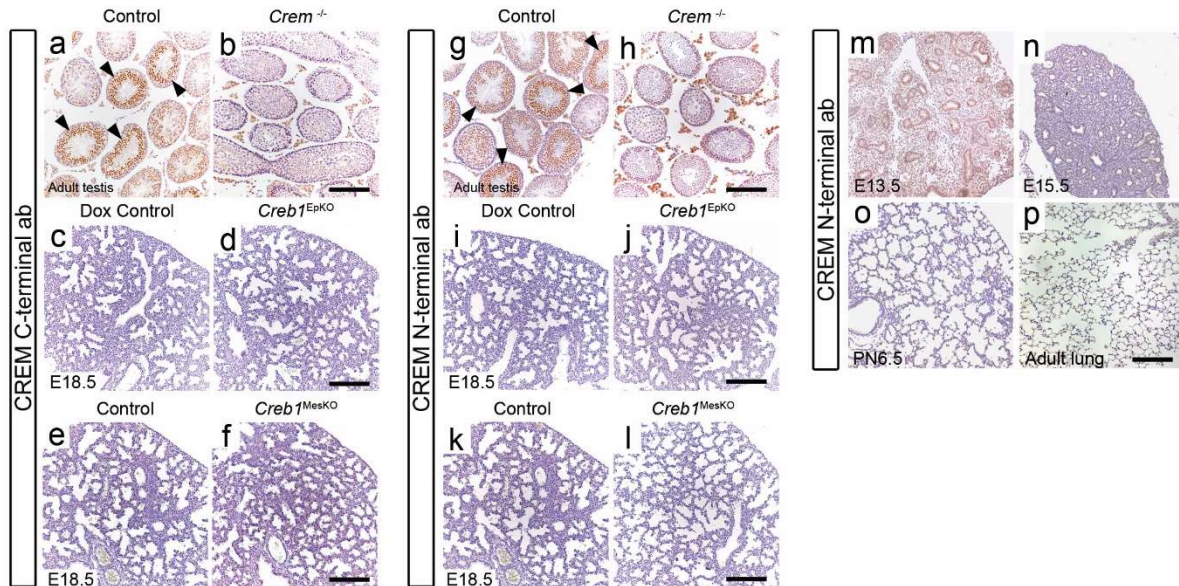 Control
Crem -/-
Control
Crem -/-
a
b
g
h
m
n
Adult testis
Adult testis
E13.5
E15.5
CREM C-terminal ab
CREM N-terminal ab
CREM N-terminal ab
Dox Control
Creb1EpKO
Dox Control
Creb1EpKO
c
d
i
j
o
p
E18.5
E18.5
PN6.5
Adult lung
Control
Creb1MesKO
Control
Creb1MesKO
e
f
k
l
E18.5
E18.5